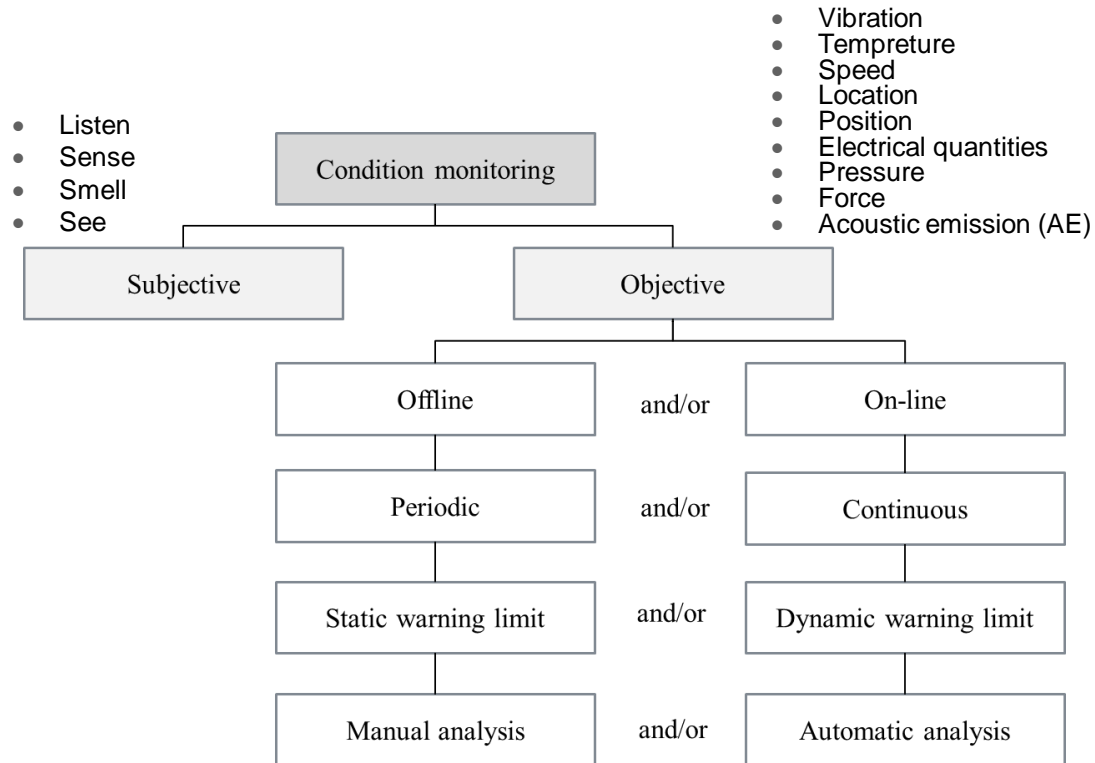 Vibration
Tempreture
Speed
Location
Position
Electrical quantities
Pressure
Force
Acoustic emission (AE)
Listen
Sense
Smell
See
Condition monitoring
Subjective
Objective
Offline
and/or
On-line
Periodic
and/or
Continuous
Static warning limit
and/or
Dynamic warning limit
Manual analysis
and/or
Automatic analysis